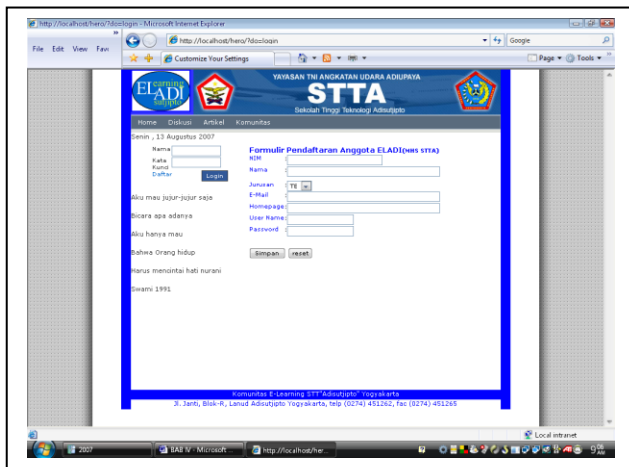 http://localhost/hero/?do=login - Microsoft Internet Explorer
File Edit View Favi
»
http://localhost/hero/?do=login
Google
Customize Your Settings
Page
Tools
»
ELearning
ELADI
sutjipto
YAYASAN TNI ANGKATAN UDARA ADIUPAYA
STTA
Sekolah Tinggi Teknologi Adisutjipto
Home Diskusi Artikel Komunitas
Senin , 13 Augustus 2007
Nama
Kata
Kunci
Daftar
Login
Aku mau jujur-jujur saja
Bicara apa adanya
Aku hanya mau
Bahwa Orang hidup
Harus mencintai hati nurani
Swami 1991
Formulir Pendaftaran Anggota ELADI(MHS STTA)
NIM :
Nama :
Jurusan : TE
E-Mail :
Homepage:
User Name:
Password :
Simpan reset
Komunitas E-Learning STT"Adisutjipto" Yogyakarta
Jl. Janti, Blok-R, Lanud Adisutjipto Yogyakarta, telp (0274) 451262, fac (0274) 451265
Local intranet
2007
BAB IV - Microsoft ...
http://localhost/her...